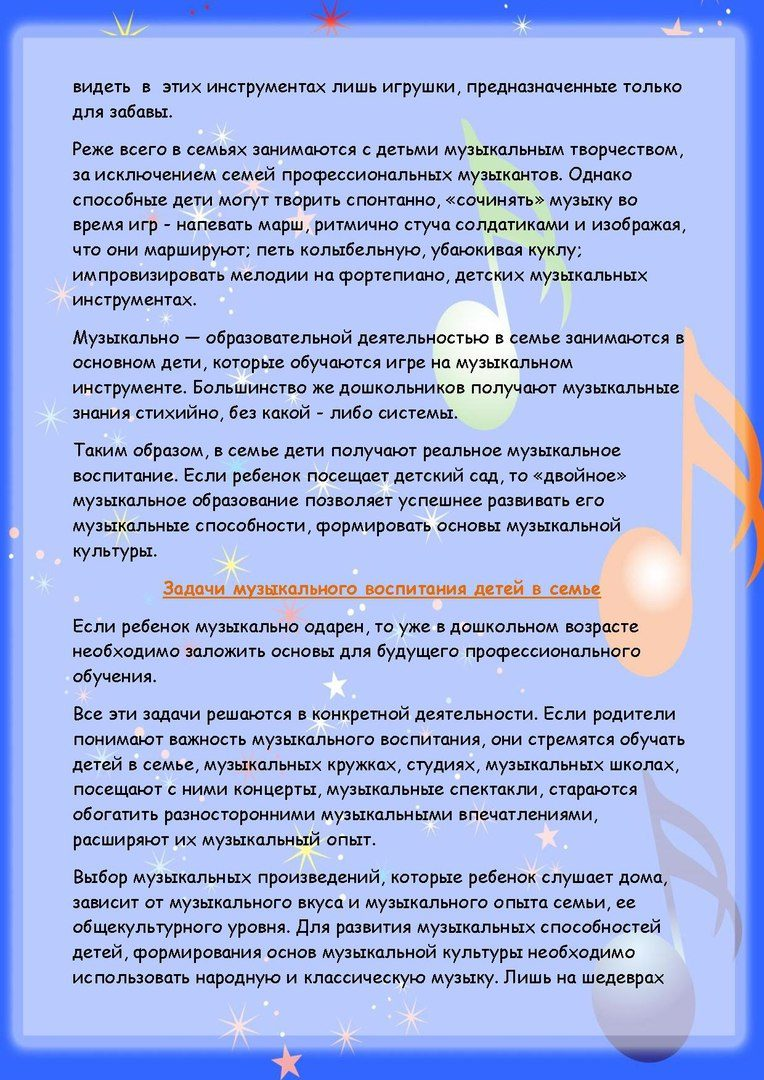 видеть в этих инструментах лишь игрушки, предназначенные только
для забавы.
Реже всего в семьях занимаются с детьми музыкальным творчеством,
за исключением семей профессиональных музыкантов. Однако
способные дети могут творить спонтанно, «сочинять» музыку во
время игр - напевать марш, ритмично стуча солдатиками и изображая,
что они маршируют; петь колыбельную, убаюкивая куклу;
импровизировать мелодии на фортепиано, детских музыкальных
инструментах.
Музыкально — образовательной деятельностью в семье занимаются в
основном дети, которые обучаются игре на музыкальном
инструменте. Большинство же дошкольников получают музыкальные
знания стихийно, без какой - либо системы.
Таким образом, в семье дети получают реальное музыкальное
воспитание. Если ребенок посещает детский сад, то «двойное»
музыкальное образование позволяет успешнее развивать его
музыкальные способности, формировать основы музыкальной
культуры.
Задачи музыкального воспитания детей в семье
Если ребенок музыкально одарен, то уже в дошкольном возрасте
необходимо заложить основы для будущего профессионального
обучения.
Все эти задачи решаются в конкретной деятельности. Если родители
понимают важность музыкального воспитания, они стремятся обучать
детей в семье, музыкальных кружках, студиях, музыкальных школах,
посещают с ними концерты, музыкальные спектакли, стараются
обогатить разносторонними музыкальными впечатлениями,
расширяют их музыкальный опыт.
Выбор музыкальных произведений, которые ребенок слушает дома,
зависит от музыкального вкуса и музыкального опыта семьи, ее
общекультурного уровня. Для развития музыкальных способностей
детей, формирования основ музыкальной культуры необходимо
использовать народную и классическую музыку. Лишь на шедеврах